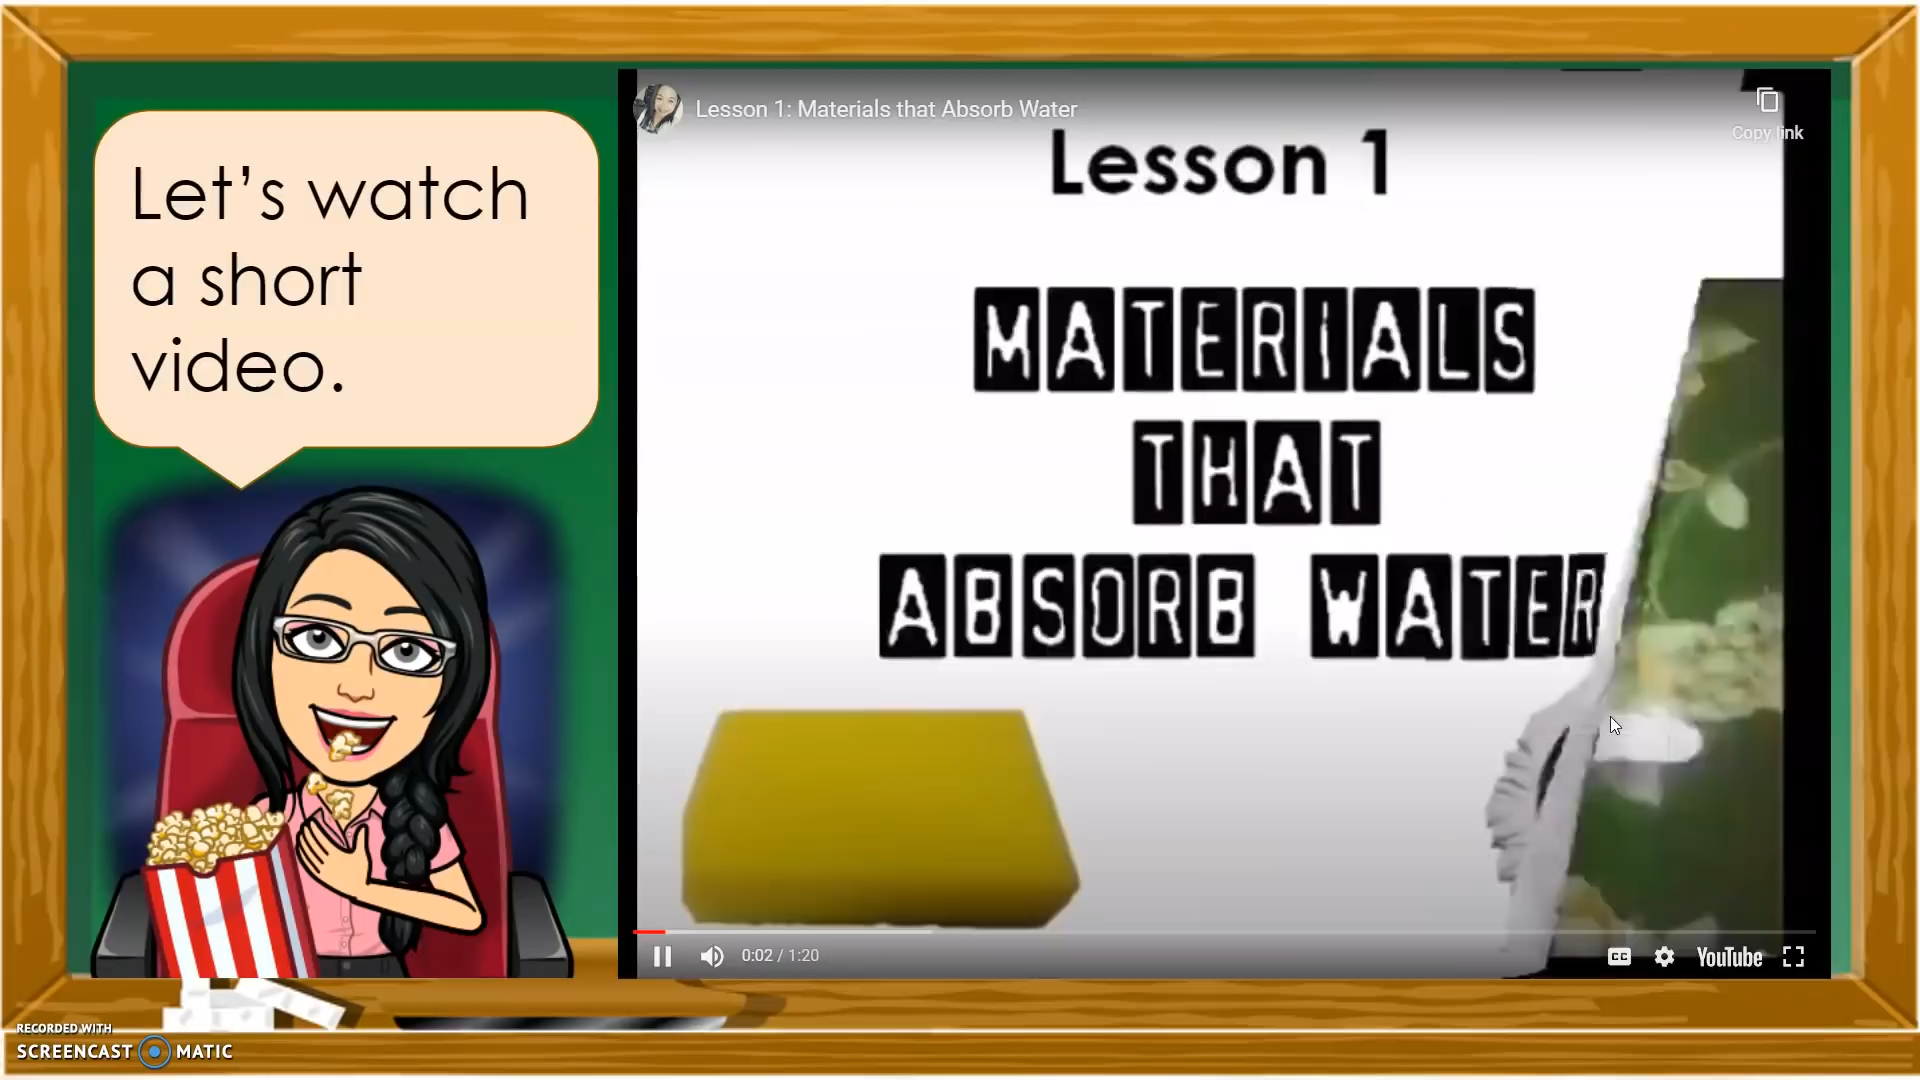 Let’s watch
a short
video.
Lesson 1: Materials that Absorb Water
Copy link
Lesson 1
MATERIALS
THAT
ABSORB WATER
0:02 / 1:20
CC
YouTube
RECORDED WITH
SCREENCAST MATIC